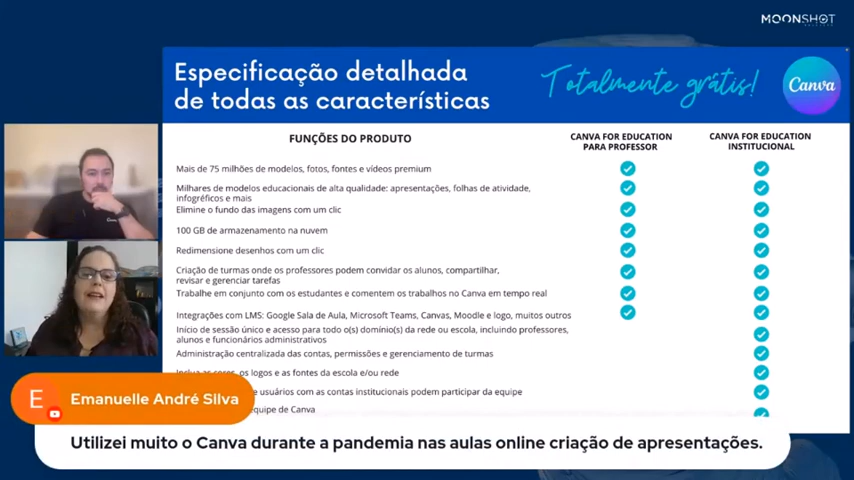 MOONSHOT
Especificação detalhada
de todas as características
Totalmente grátis!
Canva
FUNÇÕES DO PRODUTO
CANVA FOR EDUCATION
PARA PROFESSOR
CANVA FOR EDUCATION
INSTITUCIONAL
Mais de 75 milhões de modelos, fotos, fontes e vídeos premium
Milhares de modelos educacionais de alta qualidade: apresentações, folhas de atividade,
infográficos e mais
Elimine o fundo das imagens com um clic
100 GB de armazenamento na nuvem
Redimensione desenhos com um clic
Criação de turmas onde os professores podem convidar os alunos, compartilhar,
revisar e gerenciar tarefas
Trabalhe em conjunto com os estudantes e comentem os trabalhos no Canva em tempo real
Integrações com LMS: Google Sala de Aula, Microsoft Teams, Canvas, Moodle e logo, muitos outros
Início de sessão único e acesso para todo o(s) domínio(s) da rede ou escola, incluindo professores,
alunos e funcionários administrativos
Administração centralizada das contas, permissões e gerenciamento de turmas
os logos e as fontes da escola e/ou rede
usuários com as contas institucionais podem participar da equipe
equipe de Canva
E
Emanuelle André Silva
Utilizei muito o Canva durante a pandemia nas aulas online criação de apresentações.